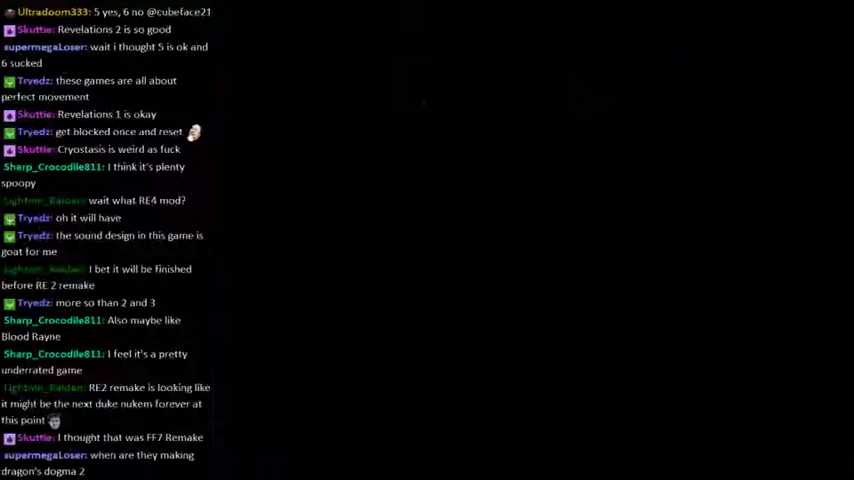 Ultradoom333: 5 yes, 6 no @cubeface21
Skuttie: Revelations 2 is so good
supermegaLoser: wait i thought 5 is ok and
6 sucked
Tryedz: these games are all about
perfect movement
Skuttie: Revelations 1 is okay
Tryedz: get blocked once and reset
Skuttie: Cryostasis is weird as fuck
Sharp_Crocodile811: I think it's plenty
spoopy
Lightnin_Raiden: wait what RE4 mod?
Tryedz: oh it will have
Tryedz: the sound design in this game is
goat for me
Lightnin_Raiden: I bet it will be finished
before RE 2 remake
Tryedz: more so than 2 and 3
Sharp_Crocodile811: Also maybe like
Blood Rayne
Sharp_Crocodile811: I feel it's a pretty
underrated game
Lightnin_Raiden: RE2 remake is looking like
it might be the next duke nukem forever at
this point
Skuttie: I thought that was FF7 Remake
supermegaLoser: when are they making
dragon's dogma 2